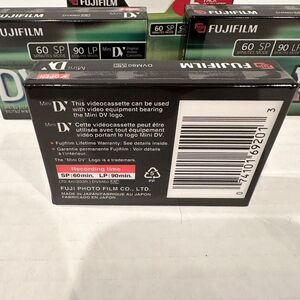 FUJIFILM
60 SP
90 LP
FUJIFILM
60 SP
90 LP
FUJIFILM
Mini DV
This videocassette can be used
with video equipment bearing
the Mini DV logo.
Mini DV
Cette vidéocassette peut être
utilisée avec tout équipement
vidéo portant le logo Mini DV.
Fujifilm Lifetime Warranty: See details inside.
Garantie permanente Fujifilm : Voir détails
à l'intérieur.
The "Mini DV" Logo is a trademark.
Recording time
SP:60min. LP:90min.
FUJI PHOTO FILM CO., LTD.
MADE IN JAPAN/FABRIQUÉ AU JAPON
FABRICADO EN JAPON
PP
0 74101 69201 3